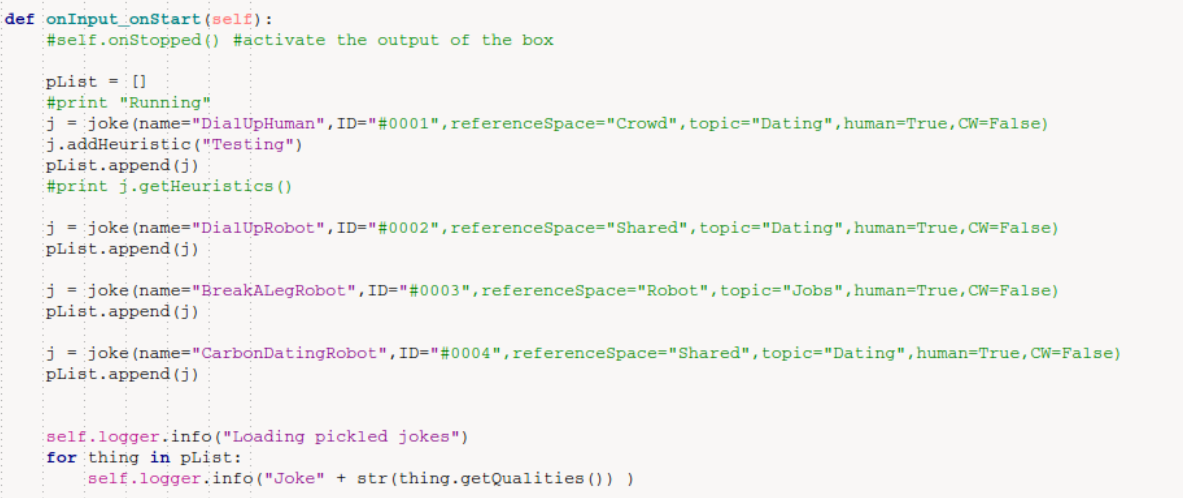 def onInput_onStart(self):
    #self.onStopped() #activate the output of the box

    pList = []
    #print "Running"
    j = joke(name="DialUpHuman",ID="#0001",referenceSpace="Crowd",topic="Dating",human=True,CW=False)
    j.addHeuristic("Testing")
    pList.append(j)
    #print j.getHeuristics()

    j = joke(name="DialUpRobot",ID="#0002",referenceSpace="Shared",topic="Dating",human=True,CW=False)
    pList.append(j)

    j = joke(name="BreakALegRobot",ID="#0003",referenceSpace="Robot",topic="Jobs",human=True,CW=False)
    pList.append(j)

    j = joke(name="CarbonDatingRobot",ID="#0004",referenceSpace="Shared",topic="Dating",human=True,CW=False)
    pList.append(j)


    self.logger.info("Loading pickled jokes")
    for thing in pList:
        self.logger.info("Joke" + str(thing.getQualities()) )